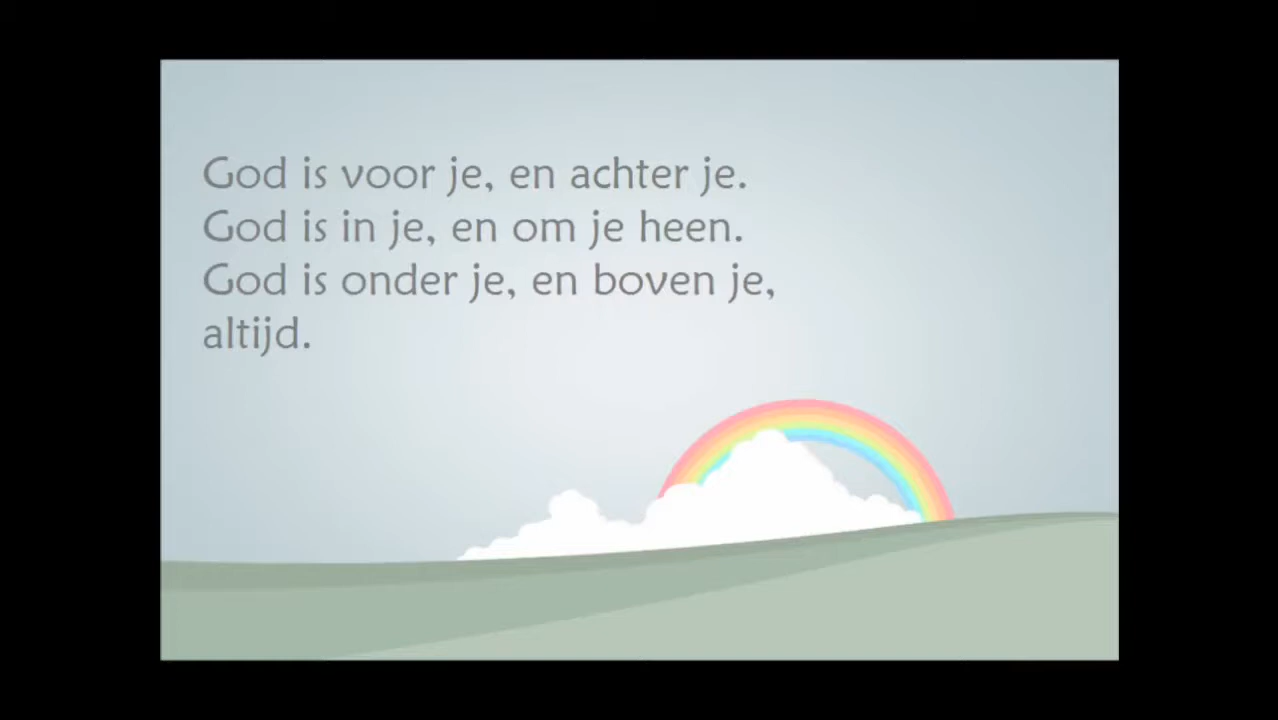 God is voor je, en achter je.
God is in je, en om je heen.
God is onder je, en boven je,
altijd.